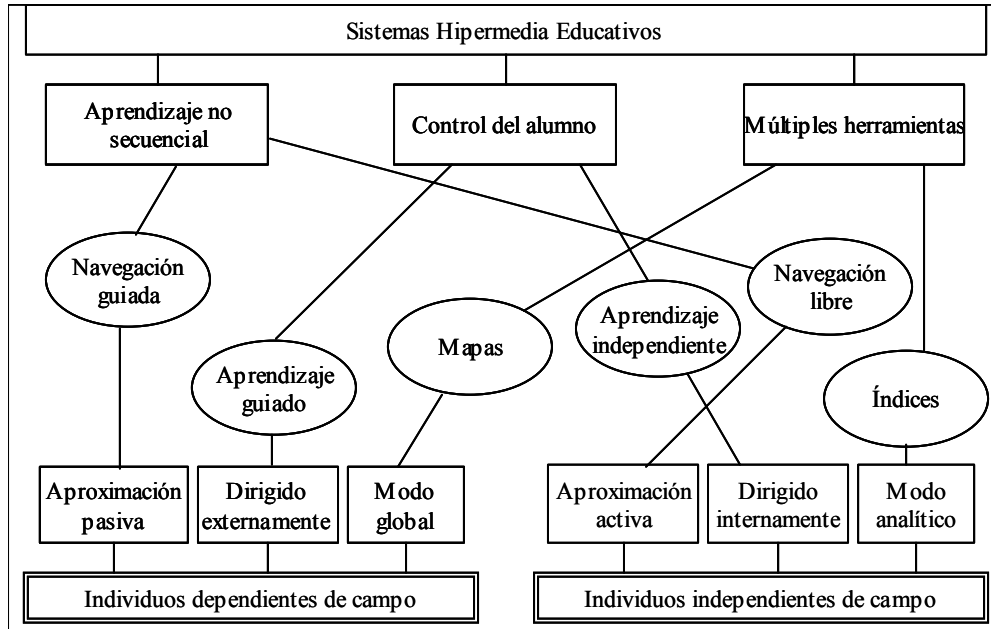 Sistemas Hipermedia Educativos
Aprendizaje no
secuencial
Control del alumno
Múltiples herramientas
Navegación
guiada
Navegación
libre
Aprendizaje
independiente
Mapas
Aprendizaje
guiado
Índices
Aproximación
pasiva
Dirigido
externamente
Modo
global
Aproximación
activa
Dirigido
internamente
Modo
analítico
Individuos dependientes de campo
Individuos independientes de campo